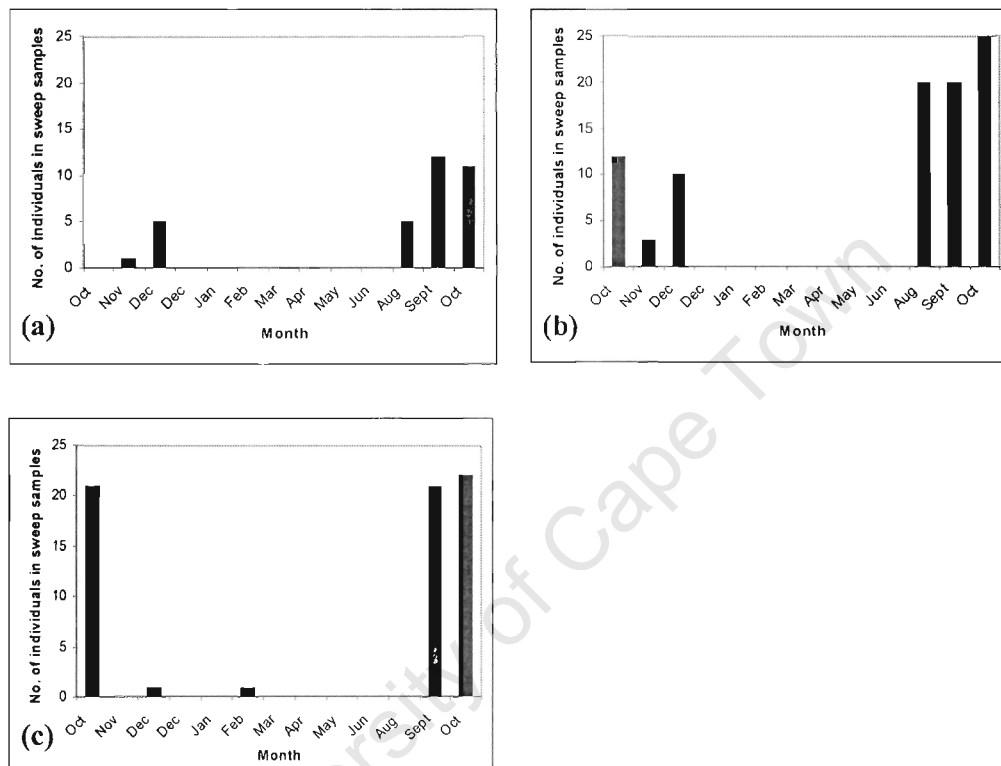 No. of individuals in sweep samples
25
20
15
10
5
0
Oct Nov Dec Dec Jan Feb Mar Apr May Jun Aug Sept Oct
Month
(a)
No. of individuals in sweep samples
25
20
15
10
5
0
Oct Nov Dec Dec Jan Feb Mar Apr May Jun Aug Sept Oct
Month
(b)
No. of individuals in sweep samples
25
20
15
10
5
0
Oct Nov Dec Dec Jan Feb Mar Apr May Jun Aug Sept Oct
Month
(c)
ersity of Cape Town